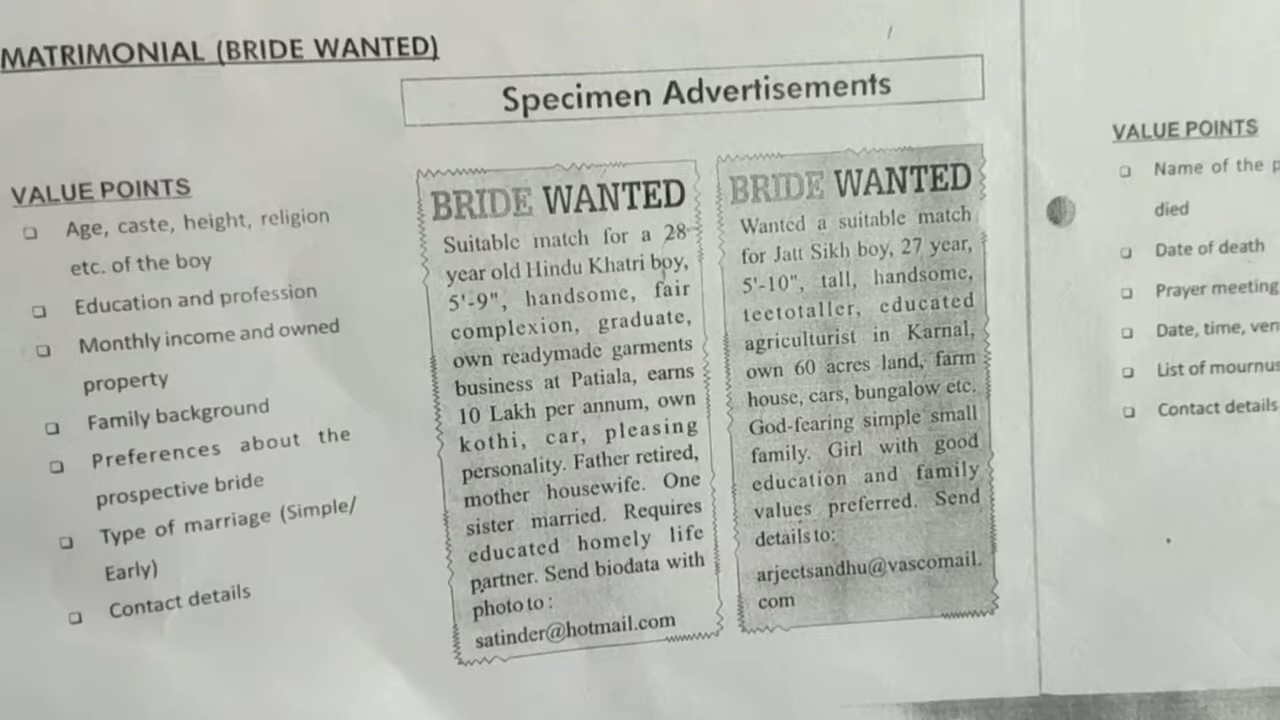 MATRIMONIAL (BRIDE WANTED)
Specimen Advertisements
VALUE POINTS
Age, caste, height, religion
etc. of the boy
Education and profession
Monthly income and owned
property
Family background
Preferences about the
prospective bride
Type of marriage (Simple/
Early)
Contact details
BRIDE WANTED
Suitable match for a 28
year old Hindu Khatri boy,
5'-9", handsome, fair
complexion, graduate,
own readymade garments
business at Patiala, earns
10 Lakh per annum, own
kothi, car, pleasing
personality. Father retired,
mother housewife. One
sister married. Requires
educated homely life
partner. Send biodata with
photo to :
satinder@hotmail.com
BRIDE WANTED
Wanted a suitable match
for Jatt Sikh boy, 27 year,
5'-10", tall, handsome,
teetotaller, educated
agriculturist in Karnal,
own 60 acres land, farm
house, cars, bungalow etc.
God-fearing simple small
family. Girl with good
education and family
values preferred. Send
details to:
arjeetsandhu@vascomail.
com
VALUE POINTS
Name of the
died
Date of death
Prayer meeting
Date, time,
List of
Contact details